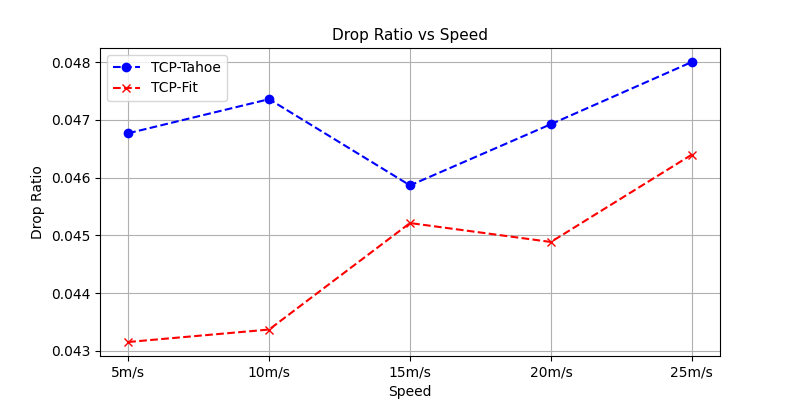 Drop Ratio vs Speed
TCP-Tahoe
TCP-Fit
0.048
0.047
0.046
0.045
0.044
0.043
Drop Ratio
5m/s
10m/s
15m/s
20m/s
25m/s
Speed